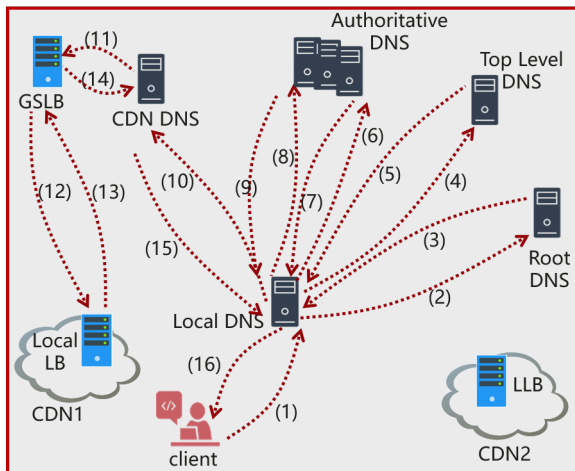 Authoritative
DNS
(11)
Top Level
DNS
(14)
GSLB
CDN DNS
(6)
(8)
(5)
(12)
(13)
(10)
(9)
(7)
(4)
(15)
(3)
Root
DNS
(2)
Local DNS
Local
LB
(16)
LLB
CDN1
(1)
</>
CDN2
client